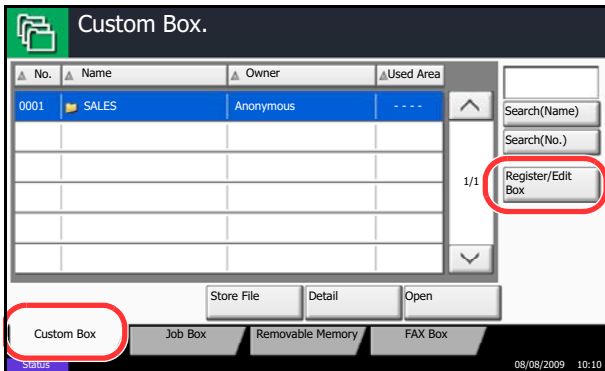 Custom Box.
No. Name Owner Used Area
0001 SALES Anonymous - - - -
Search(Name)
Search(No.)
1/1
Register/Edit
Box
Store File Detail Open
Custom Box Job Box Removable Memory FAX Box
Status 08/08/2009 10:10